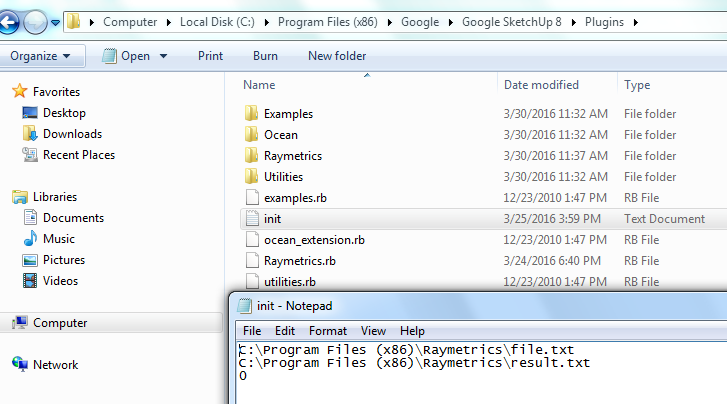 Computer Local Disk (C:) Program Files (x86) Google Google SketchUp 8 Plugins
Organize Open Print Burn New folder
Name Date modified Type
Favorites
Desktop
Downloads
Recent Places
Libraries
Documents
Music
Pictures
Videos
Computer
Network
Examples 3/30/2016 11:32 AM File folder
Ocean 3/30/2016 11:32 AM File folder
Raymetrics 3/30/2016 11:37 AM File folder
Utilities 3/30/2016 11:32 AM File folder
examples.rb 12/23/2010 1:47 PM RB File
init 3/25/2016 3:59 PM Text Document
ocean_extension.rb 12/23/2010 1:47 PM RB File
Raymetrics.rb 3/24/2016 6:40 PM RB File
utilities.rb 12/23/2010 1:47 PM RB File
init - Notepad
File Edit Format View Help
C:\Program Files (x86)\Raymetrics\file.txt
C:\Program Files (x86)\Raymetrics\result.txt
0